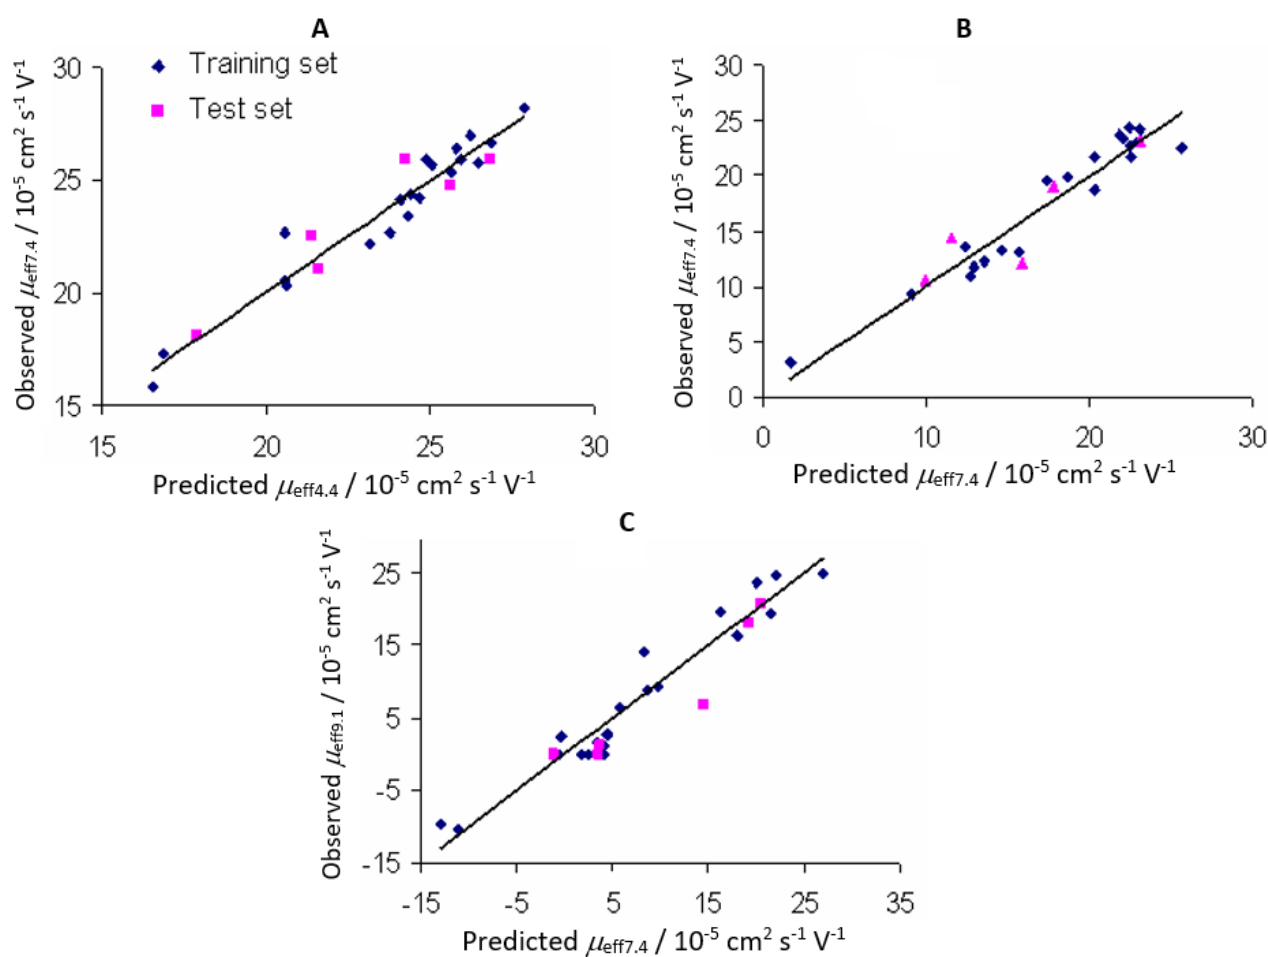 A
Training set
Test set
30
25
20
15
15 20 25 30
Observed μeff7.4 / 10⁻⁵ cm² s⁻¹ V⁻¹
Predicted μeff4.4 / 10⁻⁵ cm² s⁻¹ V⁻¹
B
30
25
20
15
10
5
0
0 10 20 30
Observed μeff7.4 / 10⁻⁵ cm² s⁻¹ V⁻¹
Predicted μeff7.4 / 10⁻⁵ cm² s⁻¹ V⁻¹
C
25
15
5
-5
-15
-15 -5 5 15 25 35
Observed μeff9.1 / 10⁻⁵ cm² s⁻¹ V⁻¹
Predicted μeff7.4 / 10⁻⁵ cm² s⁻¹ V⁻¹